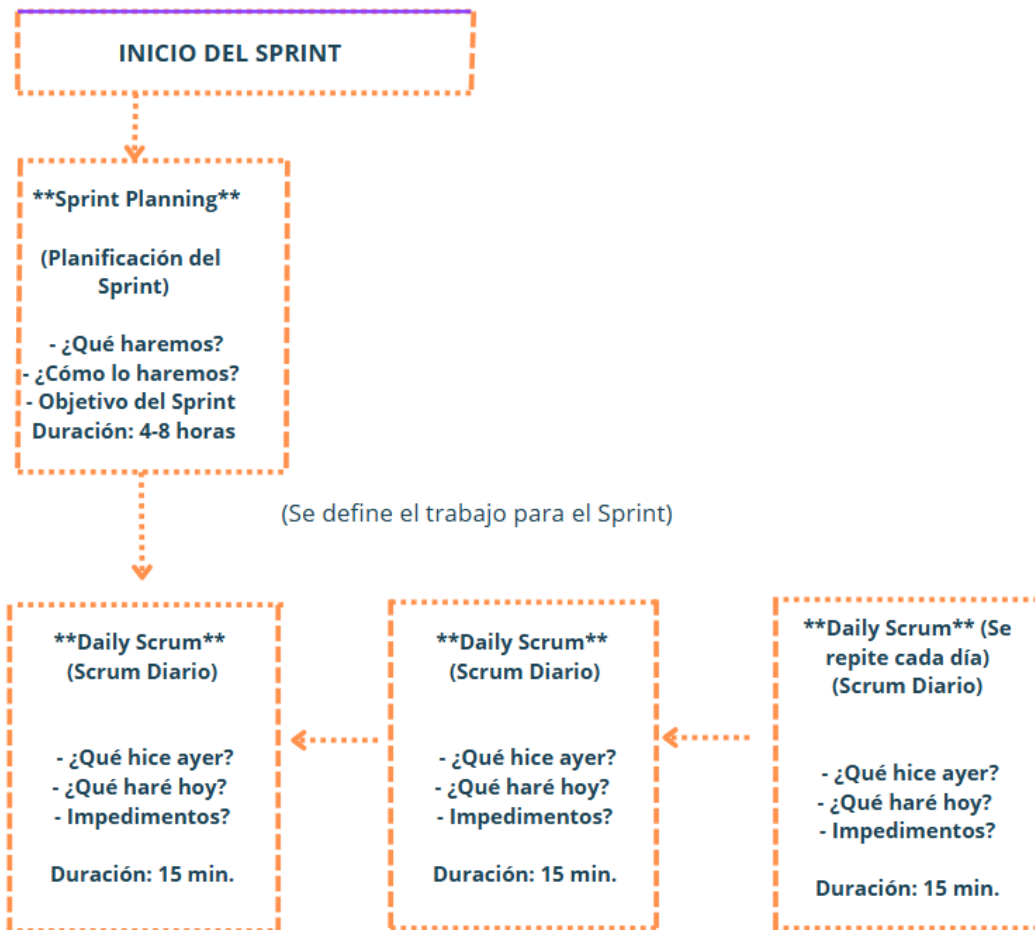 INICIO DEL SPRINT
**Sprint Planning**
(Planificación del
Sprint)
- ¿Qué haremos?
- ¿Cómo lo haremos?
- Objetivo del Sprint
Duración: 4-8 horas
(Se define el trabajo para el Sprint)
**Daily Scrum**
(Scrum Diario)
- ¿Qué hice ayer?
- ¿Qué haré hoy?
- Impedimentos?
Duración: 15 min.
**Daily Scrum**
(Scrum Diario)
- ¿Qué hice ayer?
- ¿Qué haré hoy?
- Impedimentos?
Duración: 15 min.
**Daily Scrum** (Se
repite cada día)
(Scrum Diario)
- ¿Qué hice ayer?
- ¿Qué haré hoy?
- Impedimentos?
Duración: 15 min.